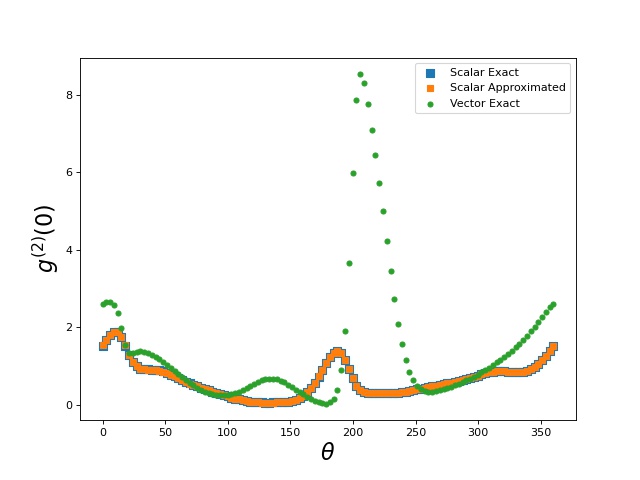 Scalar Exact
Scalar Approximated
Vector Exact
8
6
4
2
0
g^{(2)}(0)
0 50 100 150 200 250 300 350
θ